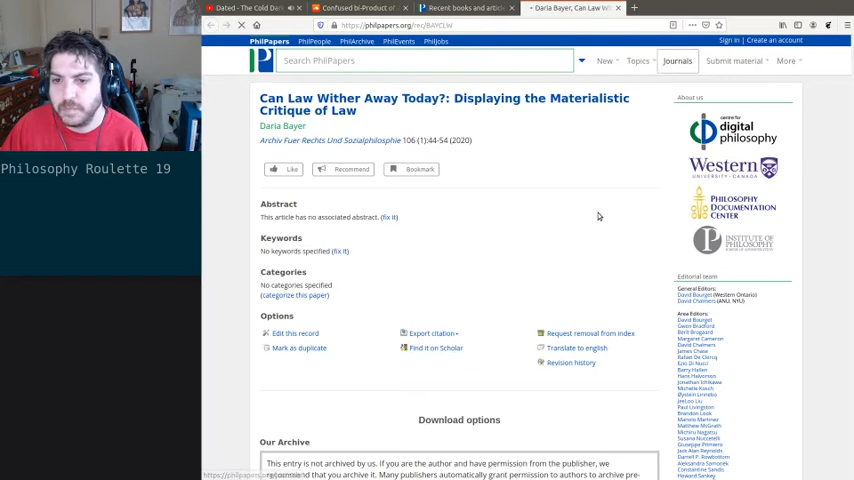 Dated - The Cold Dark
Confused bi-Product of
Recent books and articles
Daria Bayer, Can Law Wi
https://philpapers.org/rec/BAYCLW
PhilPapers PhilPeople PhilArchive PhilEvents PhilJobs
Sign in | Create an account
Search PhilPapers
New Topics Journals Submit material More
Can Law Wither Away Today?: Displaying the Materialistic
Critique of Law
Daria Bayer
Archiv Fuer Rechts Und Sozialphilosphie 106 (1):44-54 (2020)
Like Recommend Bookmark
Abstract
This article has no associated abstract. (fix it)
Keywords
No keywords specified (fix it)
Categories
No categories specified
(categorize this paper)
Options
Edit this record Export citation Request removal from index
Mark as duplicate Find it on Scholar Translate to english
Revision history
Download options
Our Archive
This entry is not archived by us. If you are the author and have permission from the publisher, we
recommend that you archive it. Many publishers automatically grant permission to authors to archive pre-
Philosophy Roulette 19
About us
centre for
digital
philosophy
Western
UNIVERSITY·CANADA
PHILOSOPHY
DOCUMENTATION
CENTER
INSTITUTE OF
PHILOSOPHY
Editorial team
General Editors:
David Bourget (Western Ontario)
David Chalmers (ANU, NYU)
Area Editors:
David Bourget
Gwen Bradford
Berit Brogaard
Margaret Cameron
David Chalmers
James Chase
Rafael De Clercq
Ezio Di Nucci
Barry Hallen
Hans Halvorson
Jonathan Ichikawa
Michelle Kosch
Øystein Linnebo
JeeLoo Liu
Paul Livingston
Brandon Look
Manolo Martínez
Matthew McGrath
Michiru Nagatsu
Susana Nuccetelli
Giuseppe Primiero
Jack Alan Reynolds
Darrell P. Rowbottom
Aleksandra Samonek
Constantine Sandis
Howard Sankey